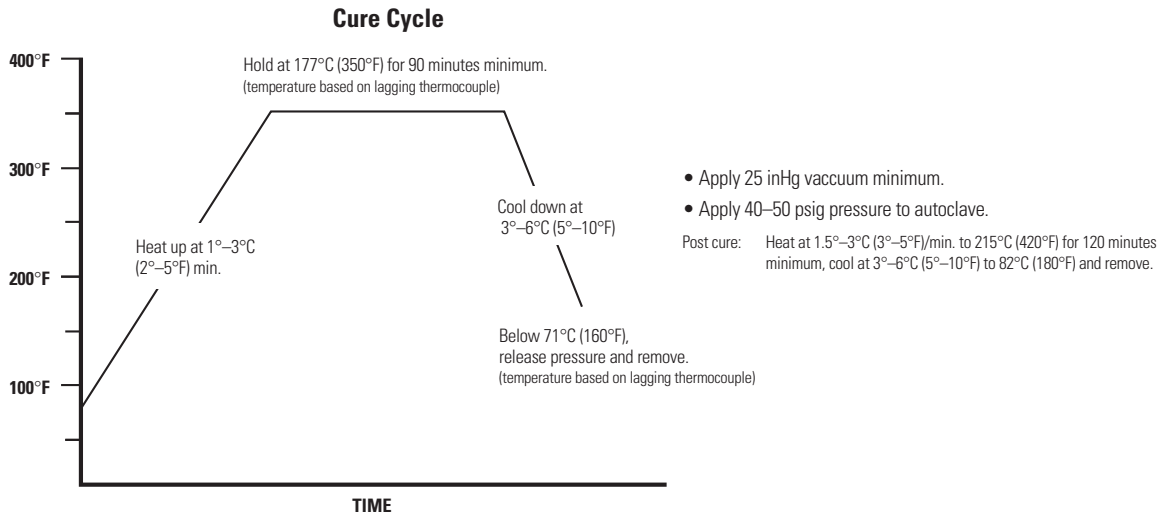 Cure Cycle
400°F
Hold at 177°C (350°F) for 90 minutes minimum.
(temperature based on lagging thermocouple)
300°F
Heat up at 1°–3°C
(2°–5°F) min.
Cool down at
3°–6°C (5°–10°F)
200°F
Below 71°C (160°F),
release pressure and remove.
(temperature based on lagging thermocouple)
100°F
TIME
• Apply 25 inHg vaccuum minimum.
• Apply 40–50 psig pressure to autoclave.
Post cure: Heat at 1.5°–3°C (3°–5°F)/min. to 215°C (420°F) for 120 minutes
minimum, cool at 3°–6°C (5°–10°F) to 82°C (180°F) and remove.